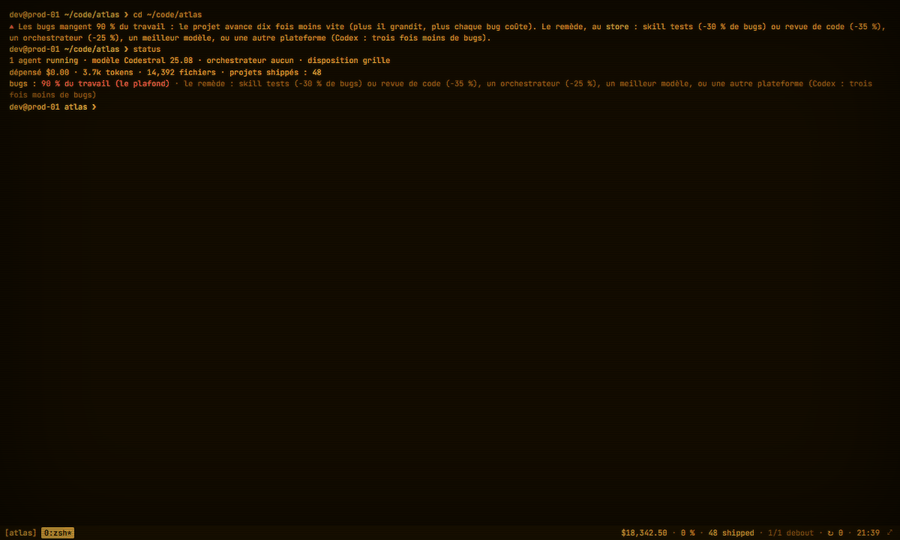 dev@prod-01 ~/code/atlas ❯ cd ~/code/atlas
▲ Les bugs mangent 90 % du travail : le projet avance dix fois moins vite (plus il grandit, plus chaque bug coûte). Le remède, au store : skill tests (-30 % de bugs) ou revue de code (-35 %),
un orchestrateur (-25 %), un meilleur modèle, ou une autre plateforme (Codex : trois fois moins de bugs).
dev@prod-01 ~/code/atlas ❯ status
1 agent running · modèle Codestral 25.08 · orchestrateur aucun · disposition grille
dépensé $0.00 · 3.7k tokens · 14,392 fichiers · projets shippés : 48
bugs : 90 % du travail (le plafond) · le remède : skill tests (-30 % de bugs) ou revue de code (-35 %), un orchestrateur (-25 %), un meilleur modèle, ou une autre plateforme (Codex : trois
fois moins de bugs)
dev@prod-01 atlas ❯
[atlas] 0:zsh* $18,342.50 · 0 % · 48 shipped · 1/1 debout · ↻ 0 · 21:39